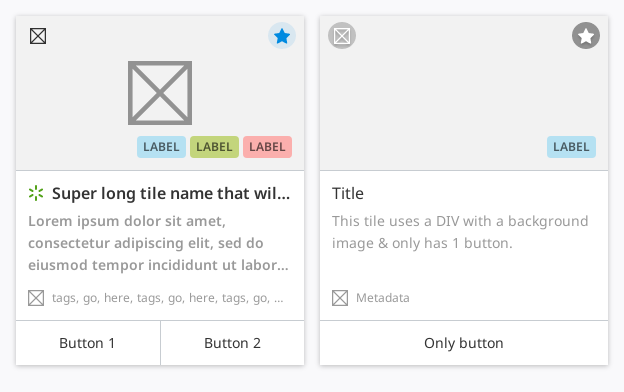 LABEL LABEL LABEL
Super long tile name that wil...
Lorem ipsum dolor sit amet,
consectetur adipiscing elit, sed do
eiusmod tempor incididunt ut labor...
tags, go, here, tags, go, here, tags, go, ...
Button 1 Button 2
LABEL
Title
This tile uses a DIV with a background
image & only has 1 button.
Metadata
Only button